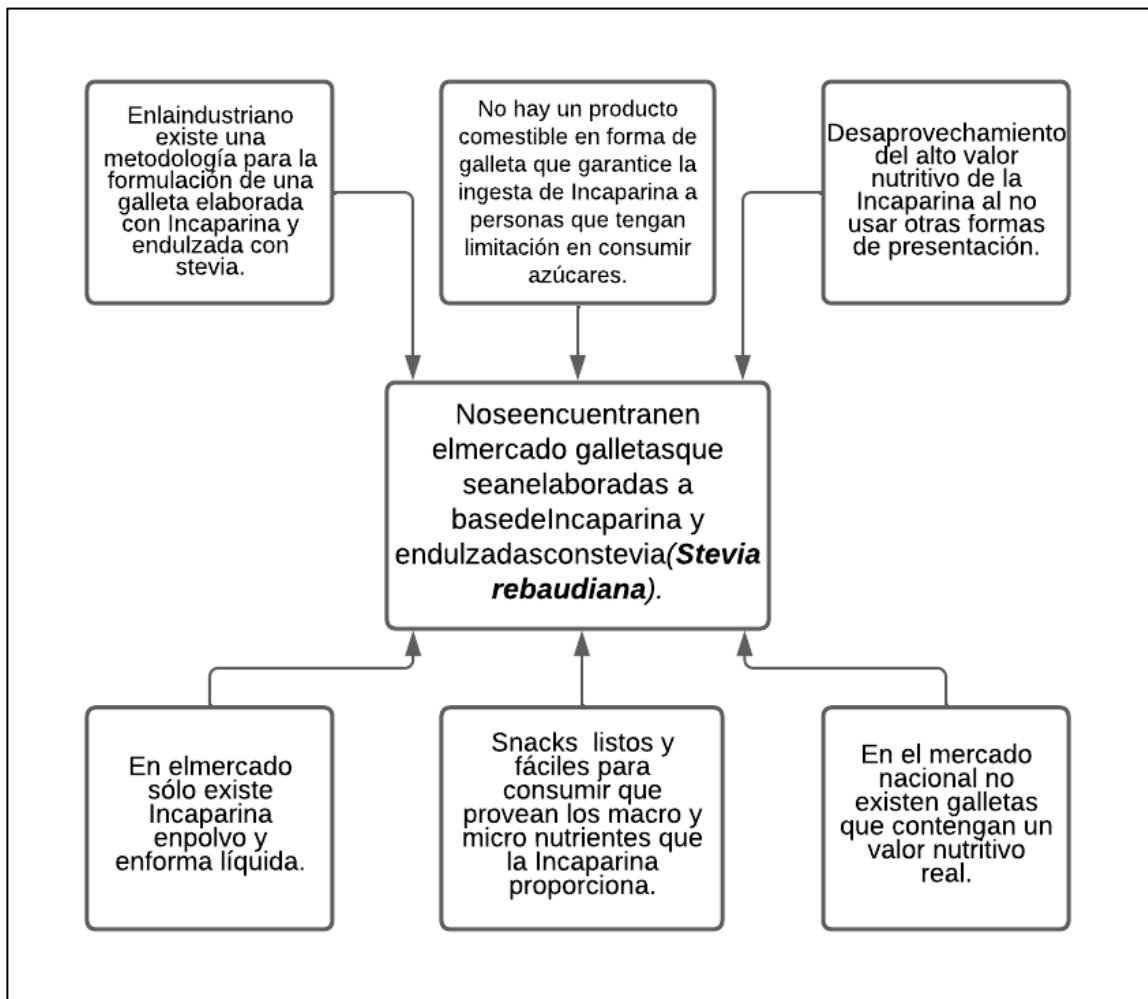 Enlaindustriano
existe una
metodología para la
formulación de una
galleta elaborada
con Incaparina y
endulzada con
stevia.
No hay un producto
comestible en forma de
galleta que garantice la
ingesta de Incaparina a
personas que tengan
limitación en consumir
azúcares.
Desaprovechamiento
del alto valor
nutritivo de la
Incaparina al no
usar otras formas
de presentación.
Noseencuentranen
elmercado galletasque
seanelaboradas a
basedeIncaparina y
endulzadasconstevia(Stevia
rebaudiana).
En elmercado
sólo existe
Incaparina
enpolvo y
enforma líquida.
Snacks listos y
fáciles para
consumir que
provean los macro y
micro nutrientes que
la Incaparina
proporciona.
En el mercado
nacional no
existen galletas
que contengan un
valor nutritivo
real.